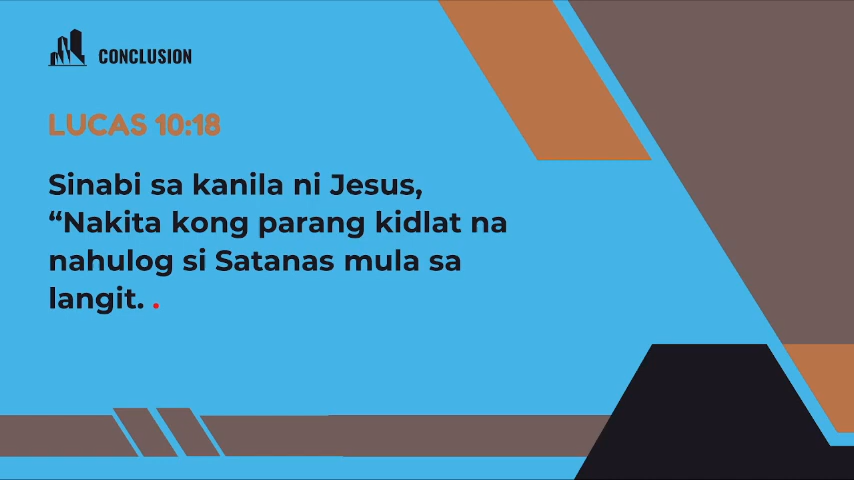 CONCLUSION
LUCAS 10:18
Sinabi sa kanila ni Jesus,
“Nakita kong parang kidlat na
nahulog si Satanas mula sa
langit. .